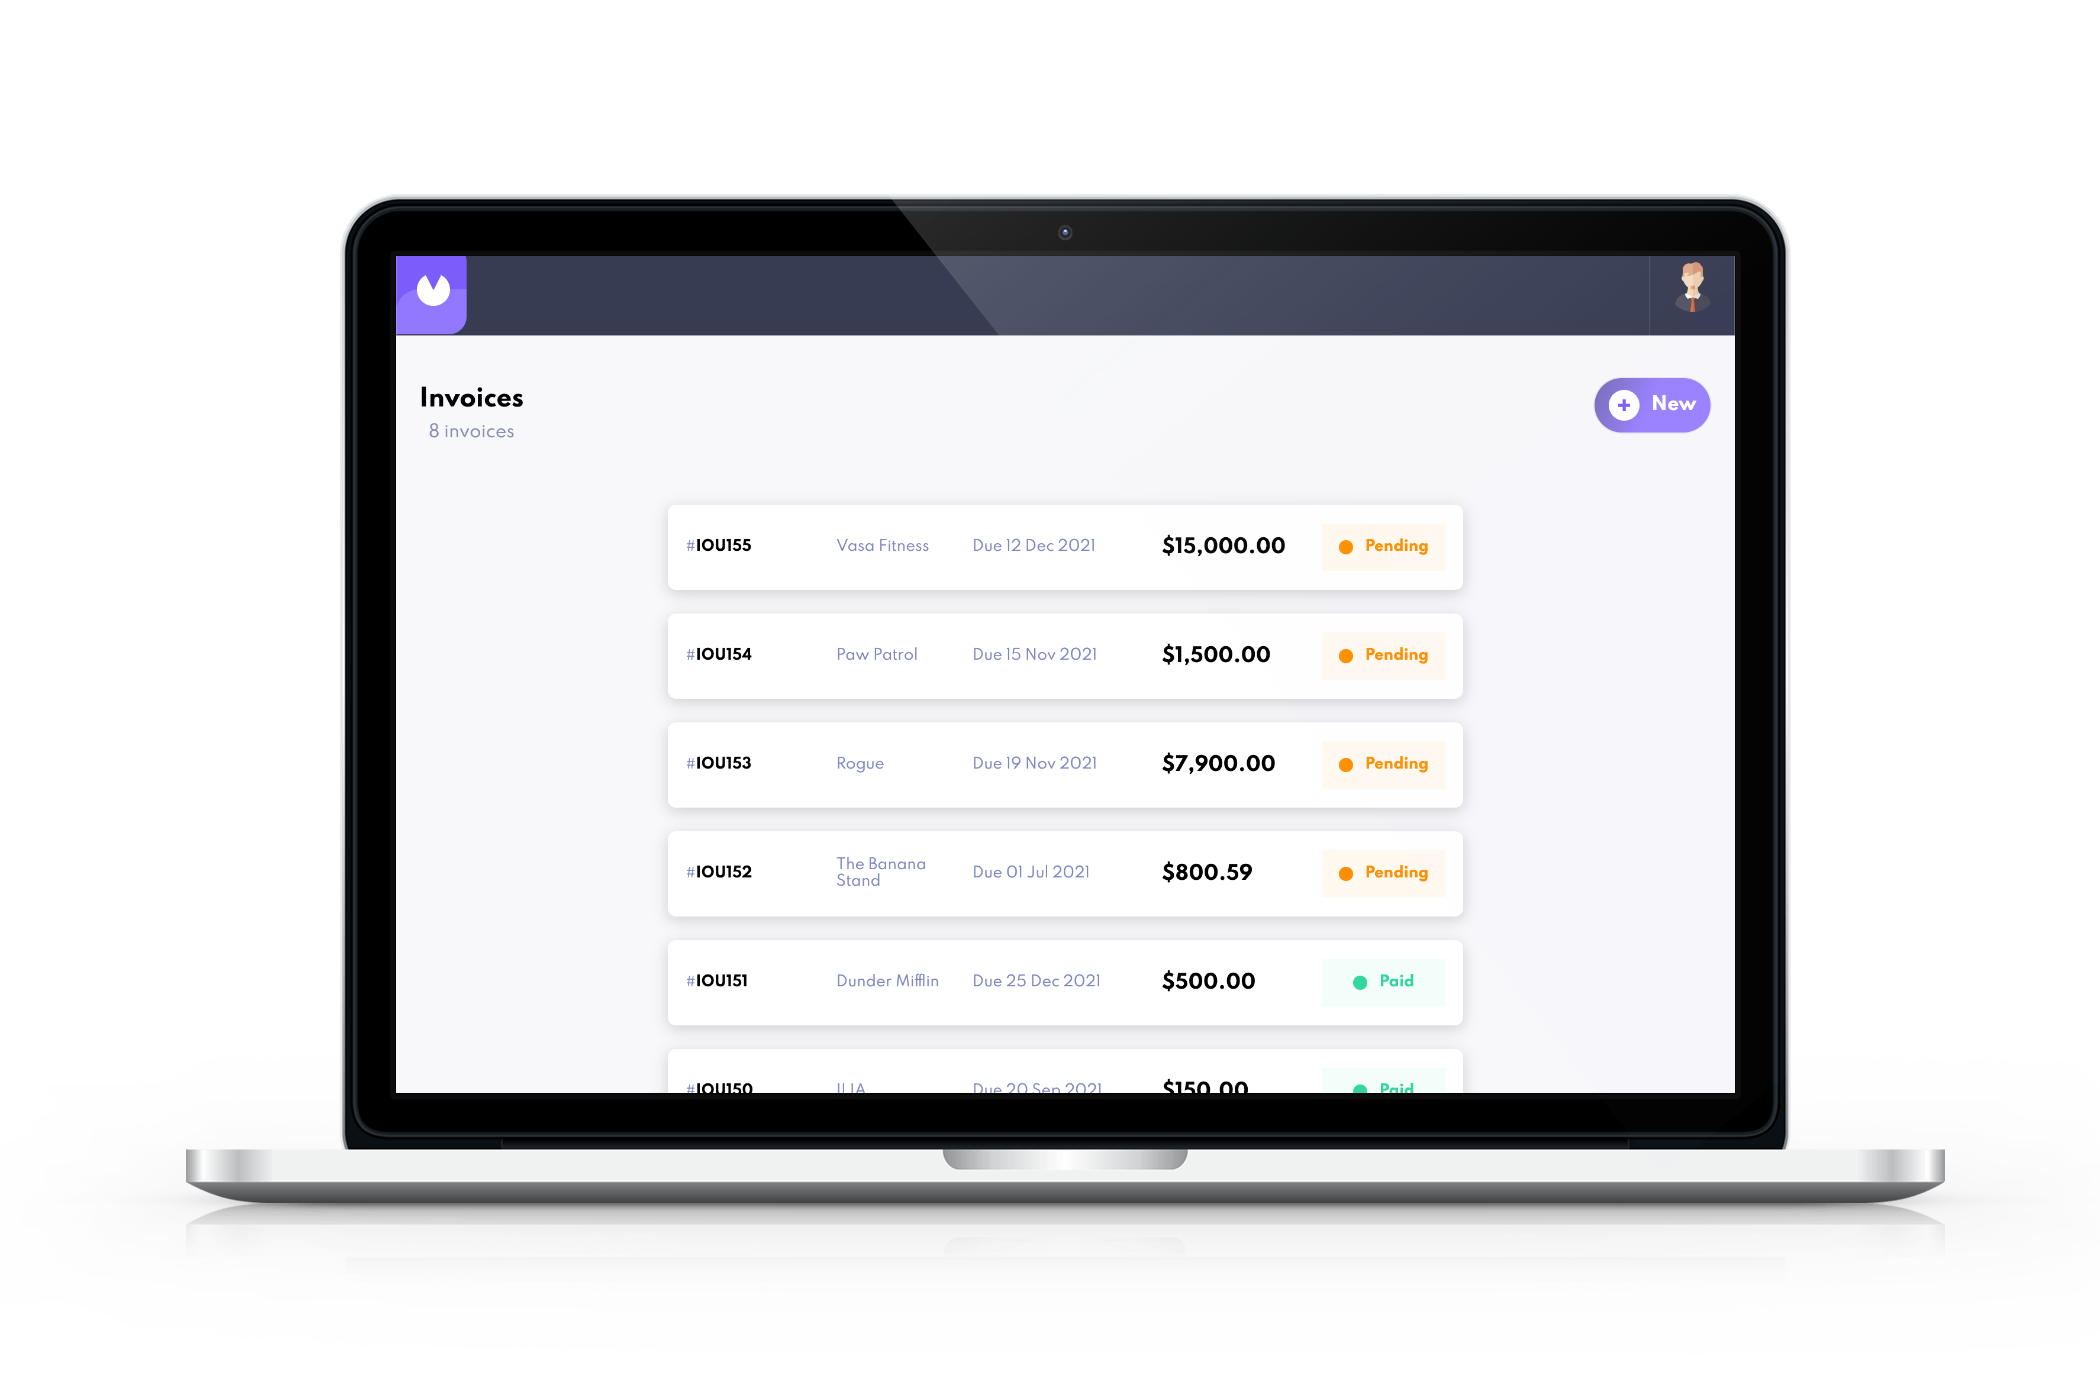 Invoices
8 invoices
New
#IOU155 Vasa Fitness Due 12 Dec 2021 $15,000.00 Pending
#IOU154 Paw Patrol Due 15 Nov 2021 $1,500.00 Pending
#IOU153 Rogue Due 19 Nov 2021 $7,900.00 Pending
#IOU152 The Banana Stand Due 01 Jul 2021 $800.59 Pending
#IOU151 Dunder Mifflin Due 25 Dec 2021 $500.00 Paid
#IOU150 Due 20 Sep 2021 $150.00 Paid